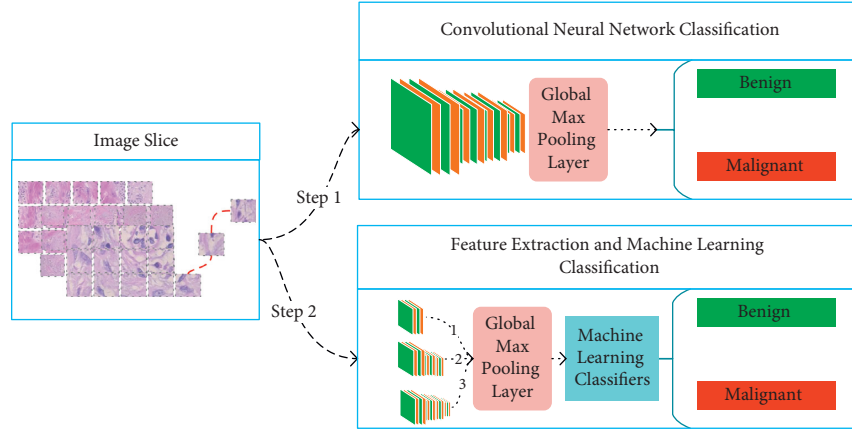 Image Slice
Step 1
Step 2
Convolutional Neural Network Classification
Global
Max
Pooling
Layer
Benign
Malignant
Feature Extraction and Machine Learning
Classification
1
2
3
Global
Max
Pooling
Layer
Machine
Learning
Classifiers
Benign
Malignant